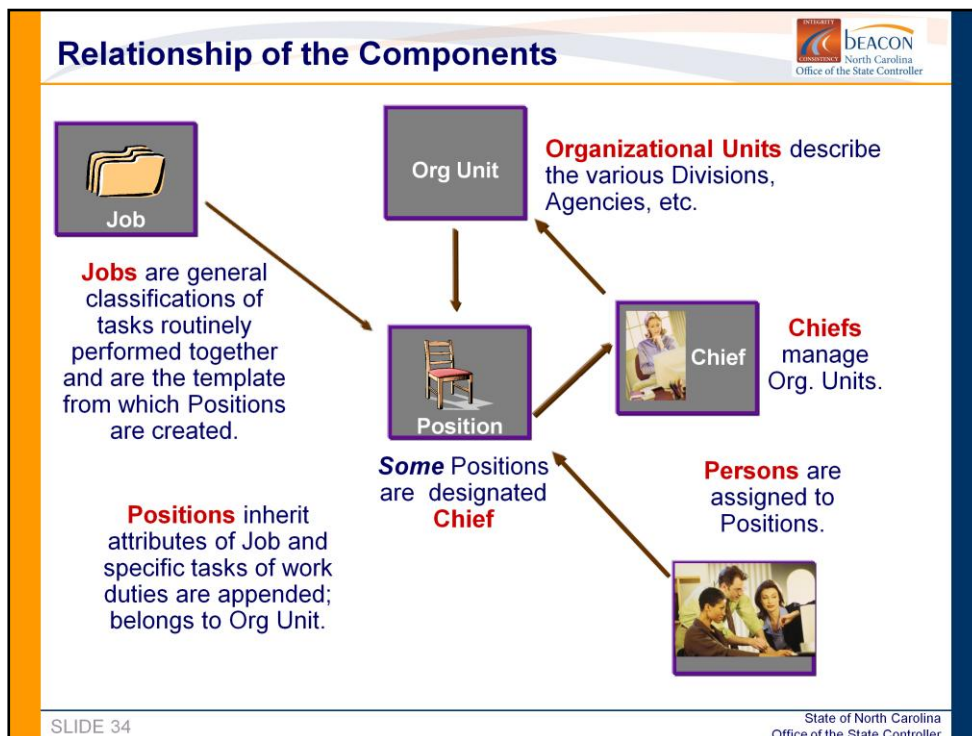 Relationship of the Components
INTEGRITY
CONSISTENCY
BEACON
North Carolina
Office of the State Controller
Job
Org Unit
Organizational Units describe
the various Divisions,
Agencies, etc.
Jobs are general
classifications of
tasks routinely
performed together
and are the template
from which Positions
are created.
Position
Chief
Chiefs
manage
Org. Units.
Some Positions
are designated
Chief
Persons are
assigned to
Positions.
Positions inherit
attributes of Job and
specific tasks of work
duties are appended;
belongs to Org Unit.
SLIDE 34
State of North Carolina
Office of the State Controller